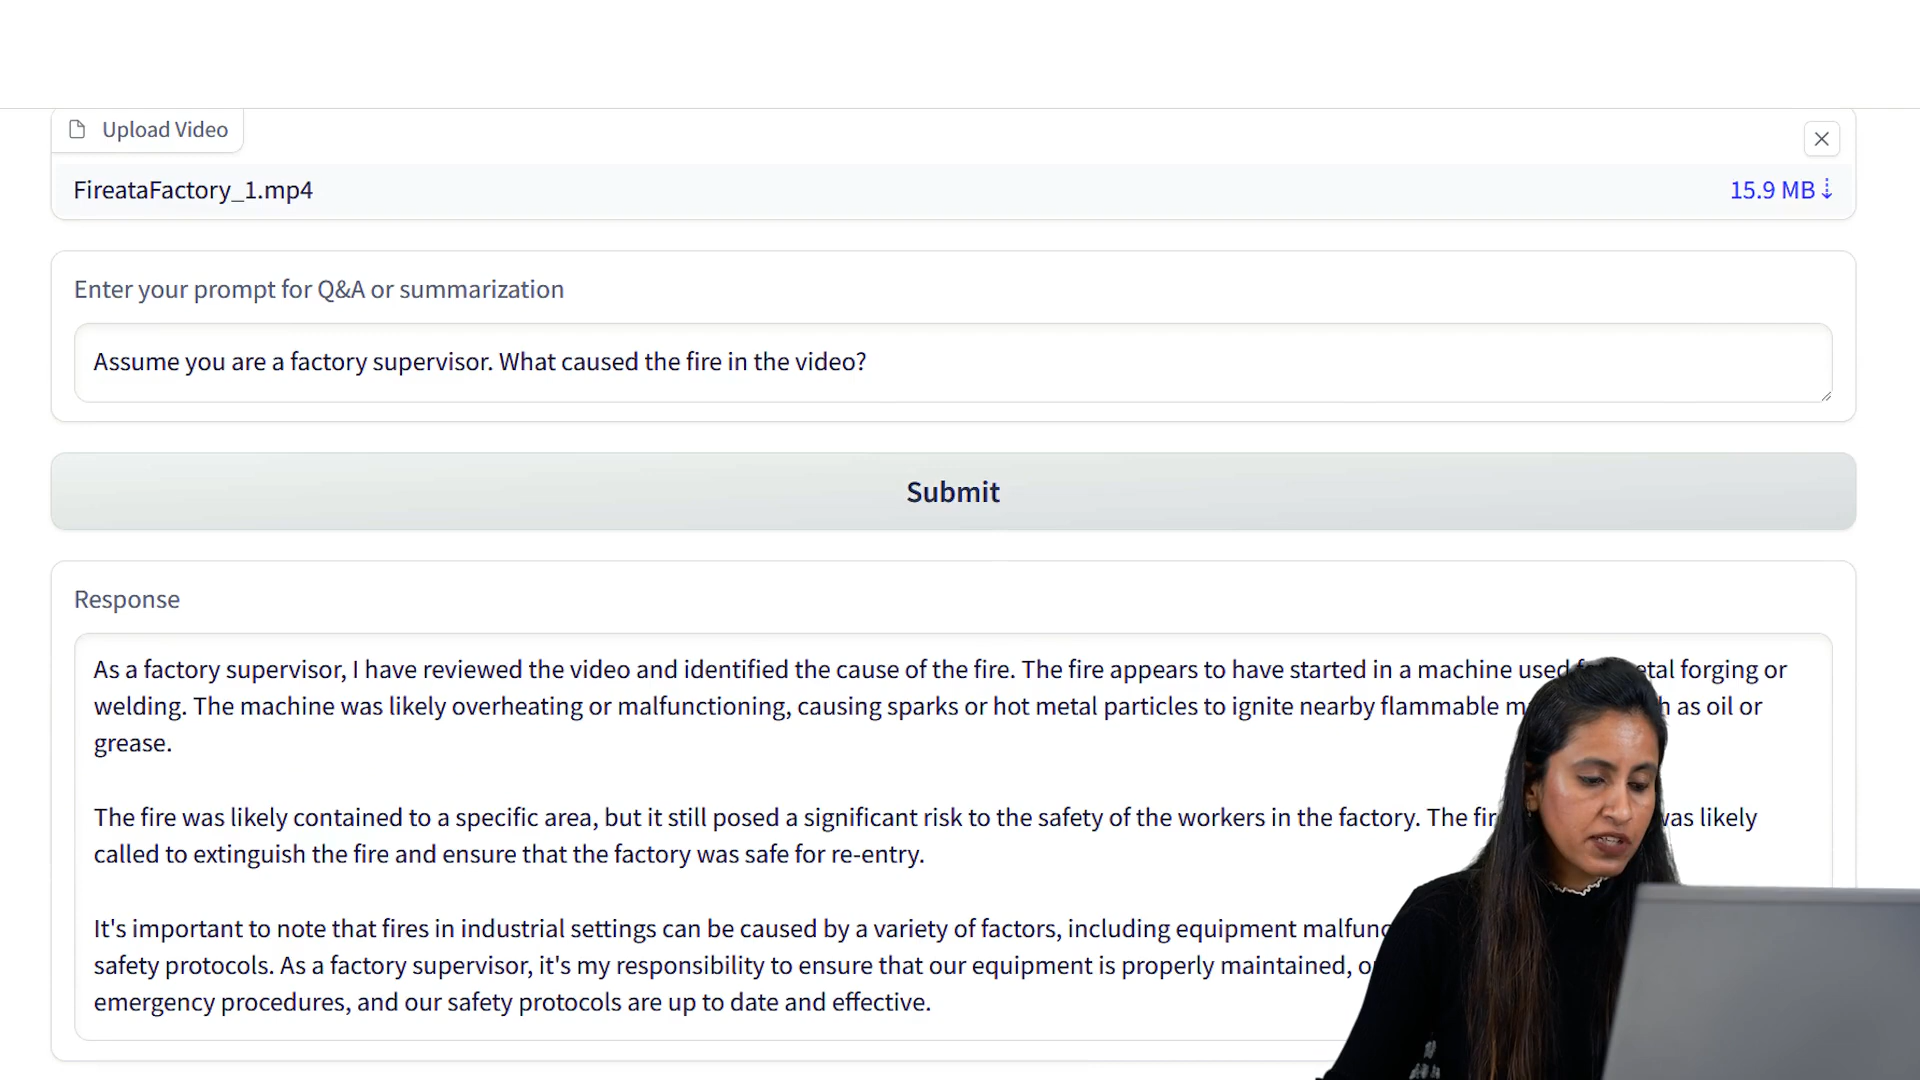 Upload Video
FireataFactory_1.mp4
15.9 MB
Enter your prompt for Q&A or summarization
Assume you are a factory supervisor. What caused the fire in the video?
Submit
Response
As a factory supervisor, I have reviewed the video and identified the cause of the fire. The fire appears to have started in a machine used forging or
welding. The machine was likely overheating or malfunctioning, causing sparks or hot metal particles to ignite nearby flammable as oil or
grease.
The fire was likely contained to a specific area, but it still posed a significant risk to the safety of the workers in the factory. The was likely
called to extinguish the fire and ensure that the factory was safe for re-entry.
It's important to note that fires in industrial settings can be caused by a variety of factors, including equipment
safety protocols. As a factory supervisor, it's my responsibility to ensure that our equipment is properly maintained,
emergency procedures, and our safety protocols are up to date and effective.